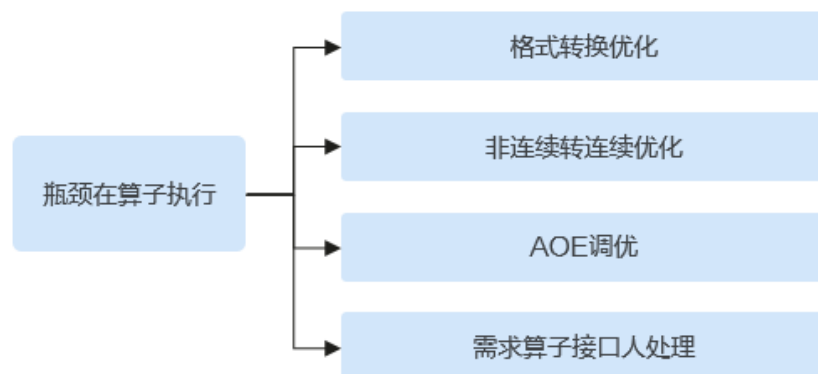 格式转换优化
非连续转连续优化
瓶颈在算子执行
AOE调优
需求算子接口人处理